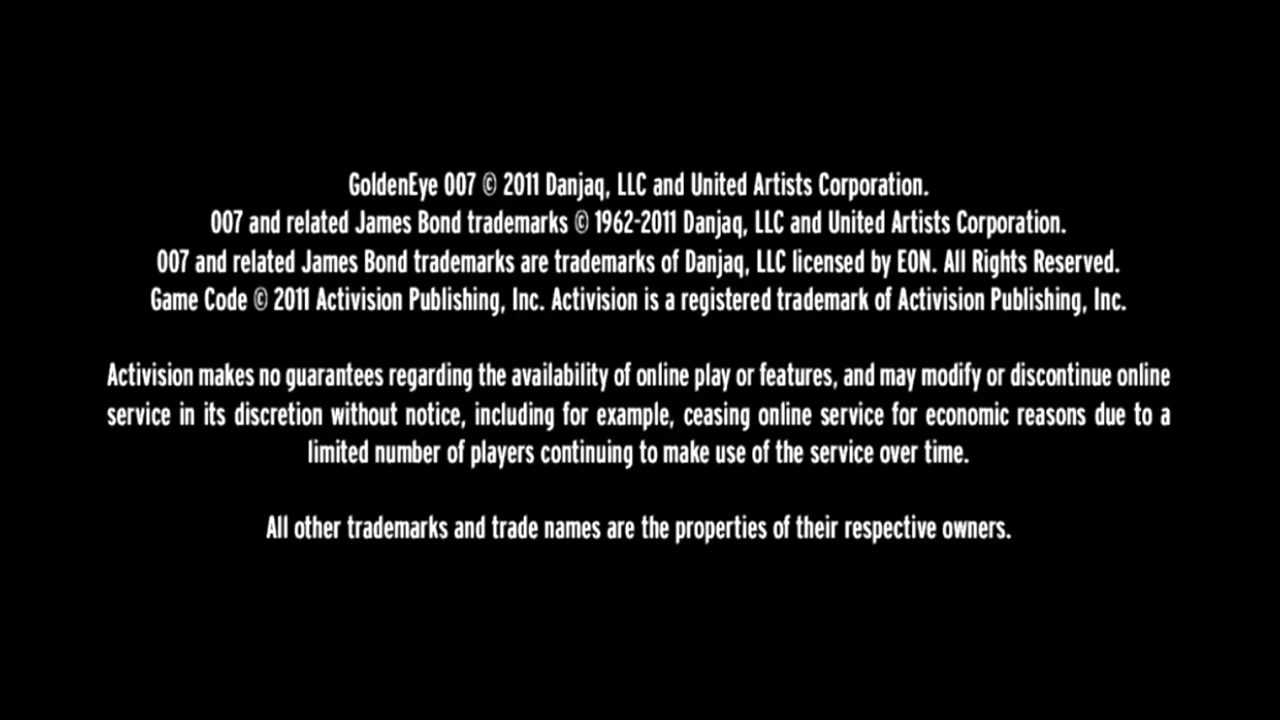 GoldenEye 007 © 2011 Danjaq, LLC and United Artists Corporation.
007 and related James Bond trademarks © 1962-2011 Danjaq, LLC and United Artists Corporation.
007 and related James Bond trademarks are trademarks of Danjaq, LLC licensed by EON. All Rights Reserved.
Game Code © 2011 Activision Publishing, Inc. Activision is a registered trademark of Activision Publishing, Inc.
Activision makes no guarantees regarding the availability of online play or features, and may modify or discontinue online
service in its discretion without notice, including for example, ceasing online service for economic reasons due to a
limited number of players continuing to make use of the service over time.
All other trademarks and trade names are the properties of their respective owners.